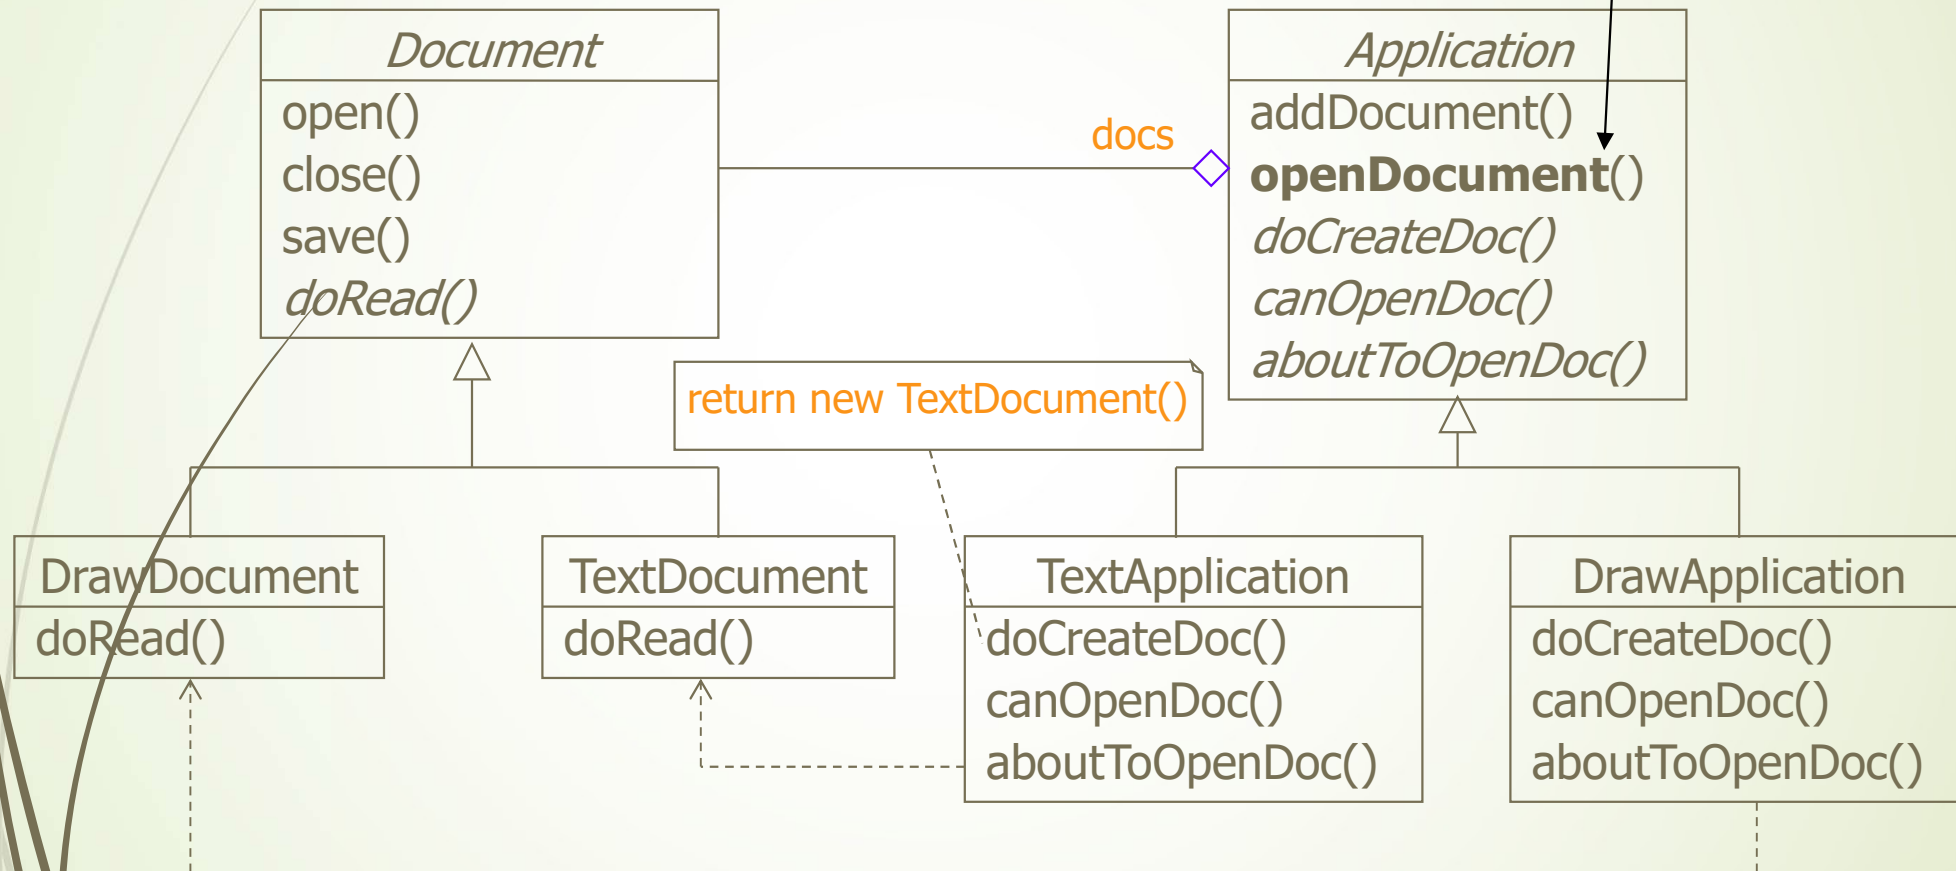 Document
open()
close()
save()
doRead()
docs
Application
addDocument()
openDocument()
doCreateDoc()
canOpenDoc()
aboutToOpenDoc()
return new TextDocument()
DrawDocument
doRead()
TextDocument
doRead()
TextApplication
doCreateDoc()
canOpenDoc()
aboutToOpenDoc()
DrawApplication
doCreateDoc()
canOpenDoc()
aboutToOpenDoc()